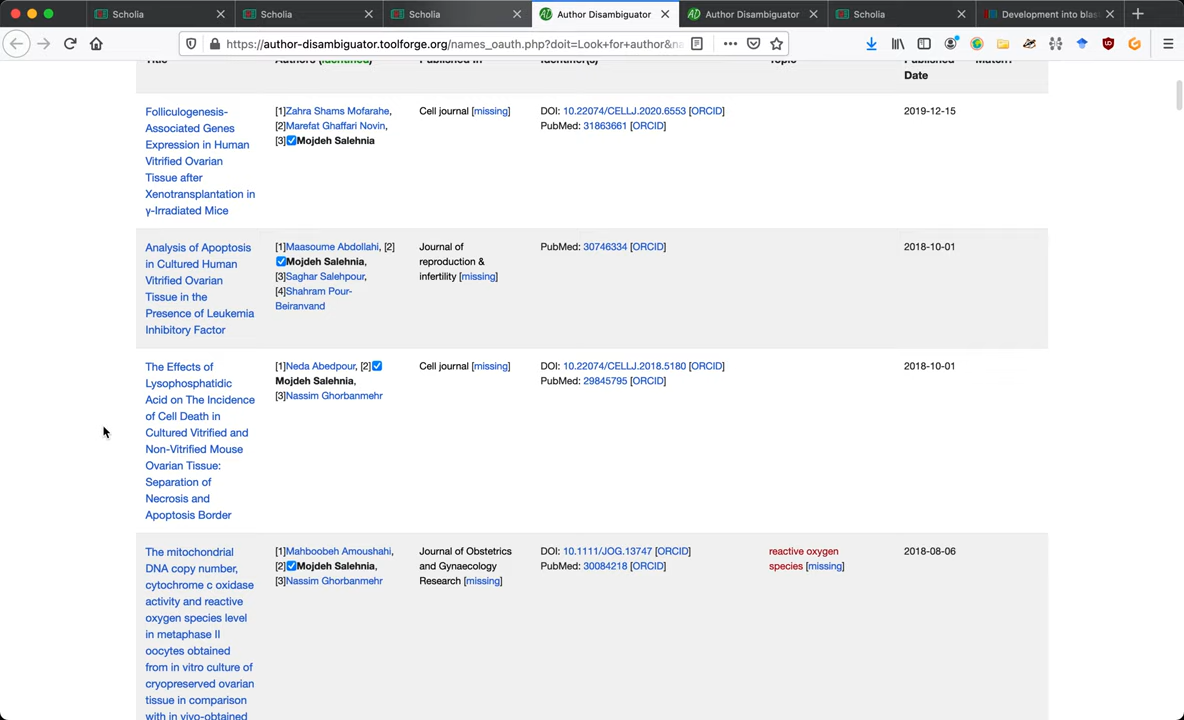 Scholia
Scholia
Scholia
Author Disambiguator
Author Disambiguator
Scholia
Development into blas
https://author-disambiguator.toolforge.org/names_oauth.php?doit=Look+for+author&na
Title Authors (identified) Published In Identifier(s) Topic Published Match?
Date
Folliculogenesis-
Associated Genes
Expression in Human
Vitrified Ovarian
Tissue after
Xenotransplantation in
γ-Irradiated Mice
[1]Zahra Shams Mofarahe,
[2]Marefat Ghaffari Novin,
[3]Mojdeh Salehnia
Cell journal [missing]
DOI: 10.22074/CELLJ.2020.6553 [ORCID]
PubMed: 31863661 [ORCID]
2019-12-15
Analysis of Apoptosis
in Cultured Human
Vitrified Ovarian
Tissue in the
Presence of Leukemia
Inhibitory Factor
[1]Maasoume Abdollahi, [2]
Mojdeh Salehnia,
[3]Saghar Salehpour,
[4]Shahram Pour-
Beiranvand
Journal of
reproduction &
infertility [missing]
PubMed: 30746334 [ORCID]
2018-10-01
The Effects of
Lysophosphatidic
Acid on The Incidence
of Cell Death in
Cultured Vitrified and
Non-Vitrified Mouse
Ovarian Tissue:
Separation of
Necrosis and
Apoptosis Border
[1]Neda Abedpour, [2]
Mojdeh Salehnia,
[3]Nassim Ghorbanmehr
Cell journal [missing]
DOI: 10.22074/CELLJ.2018.5180 [ORCID]
PubMed: 29845795 [ORCID]
2018-10-01
The mitochondrial
DNA copy number,
cytochrome c oxidase
activity and reactive
oxygen species level
in metaphase II
oocytes obtained
from in vitro culture of
cryopreserved ovarian
tissue in comparison
with in vivo-obtained
[1]Mahboobeh Amoushahi,
[2]Mojdeh Salehnia,
[3]Nassim Ghorbanmehr
Journal of Obstetrics
and Gynaecology
Research [missing]
DOI: 10.1111/JOG.13747 [ORCID]
PubMed: 30084218 [ORCID]
reactive oxygen
species [missing]
2018-08-06